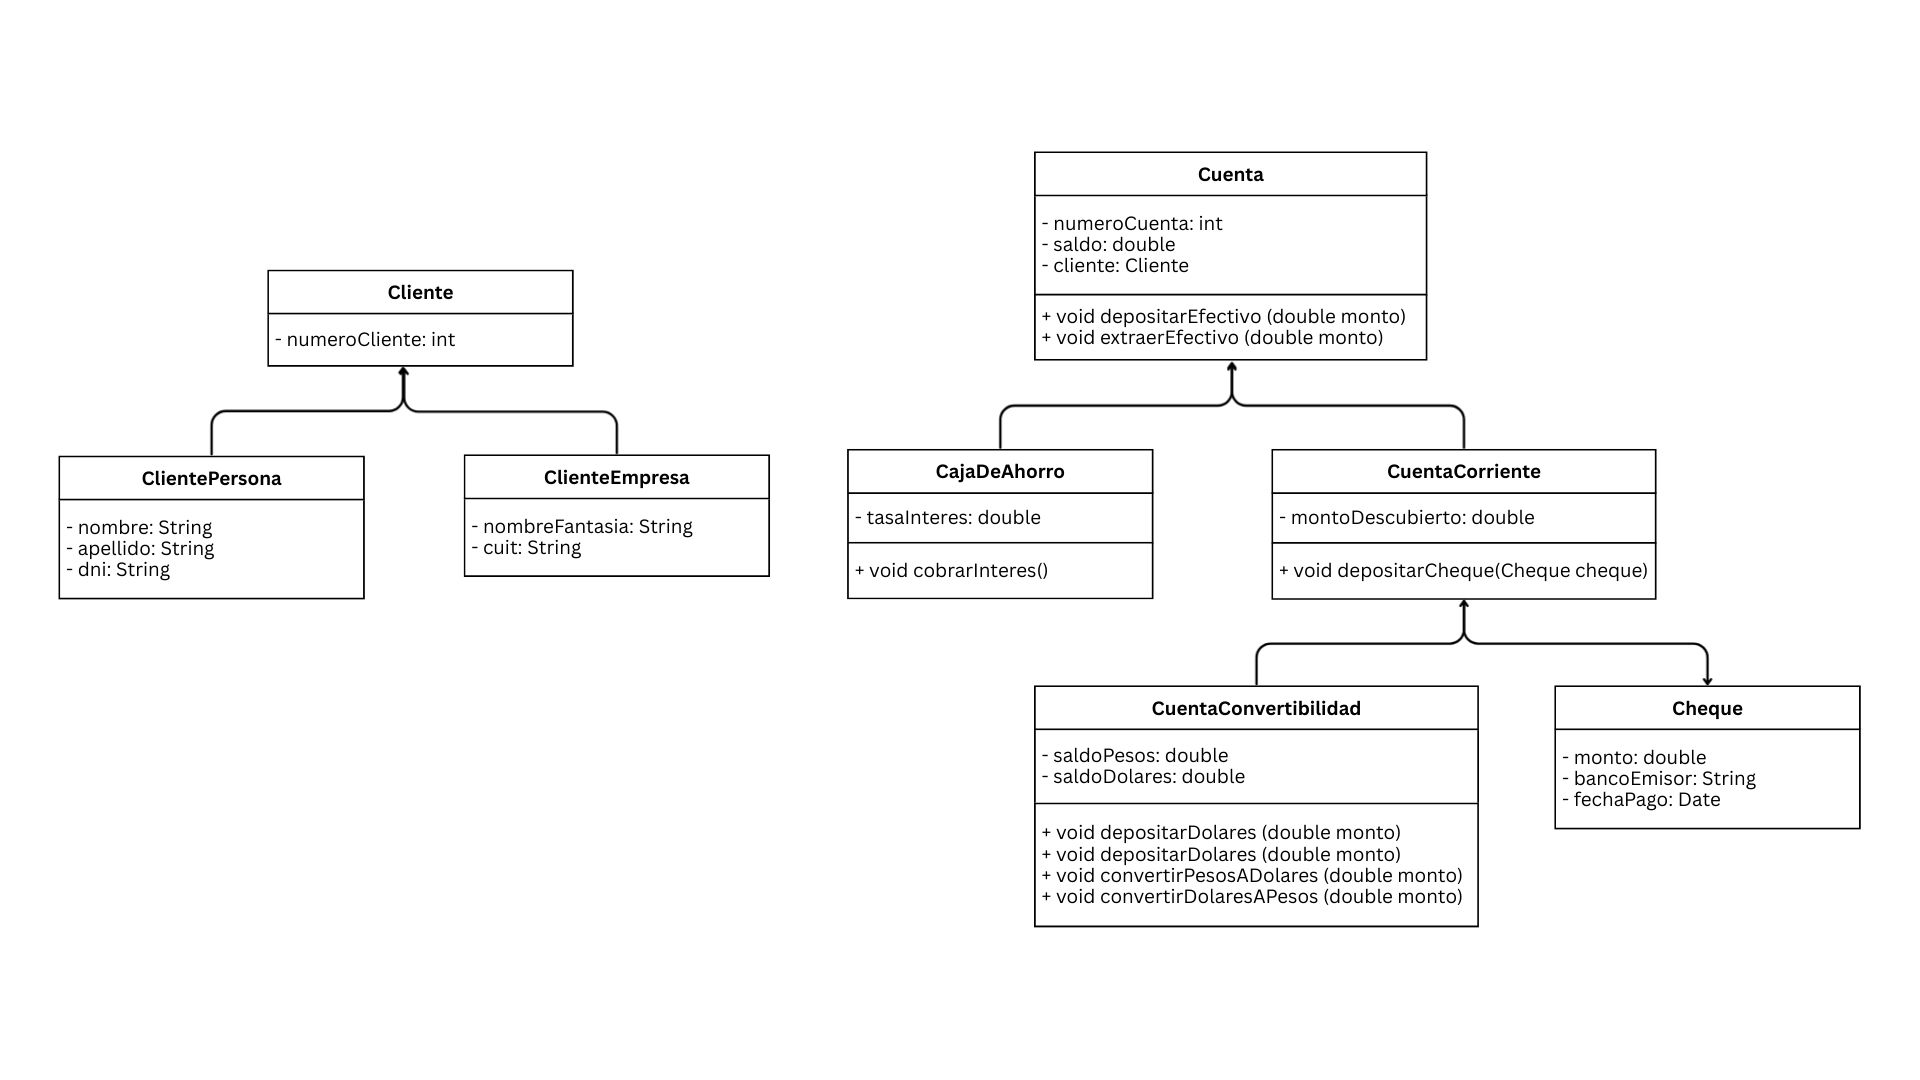 Cliente
- numeroCliente: int
ClientePersona
- nombre: String
- apellido: String
- dni: String
ClienteEmpresa
- nombreFantasia: String
- cuit: String
Cuenta
- numeroCuenta: int
- saldo: double
- cliente: Cliente
+ void depositarEfectivo (double monto)
+ void extraerEfectivo (double monto)
CajaDeAhorro
- tasaInteres: double
+ void cobrarInteres()
CuentaCorriente
- montoDescubierto: double
+ void depositarCheque(Cheque cheque)
CuentaConvertibilidad
- saldoPesos: double
- saldoDolares: double
+ void depositarDolares (double monto)
+ void depositarDolares (double monto)
+ void convertirPesosADolares (double monto)
+ void convertirDolaresAPesos (double monto)
Cheque
- monto: double
- bancoEmisor: String
- fechaPago: Date